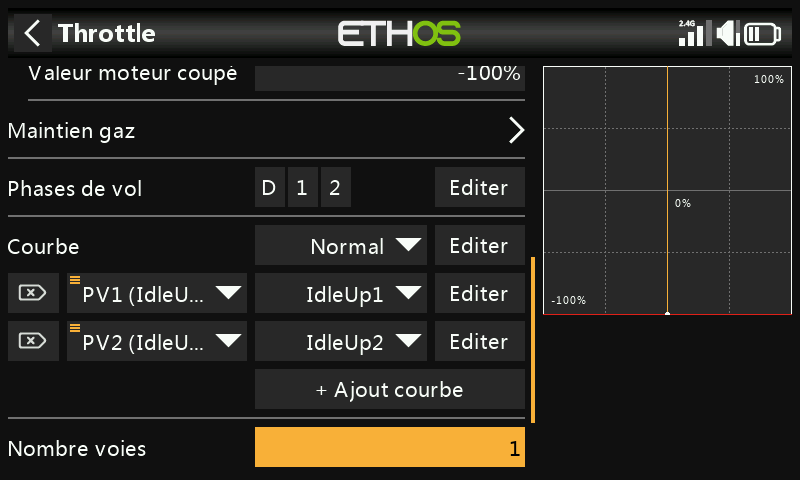 Throttle
ETHOS
2.4G
Valeur moteur coupé -100%
Maintien gaz
Phases de vol D 1 2 Editer
Courbe Normal Editer
PV1 (IdleU... IdleUp1 Editer
PV2 (IdleU... IdleUp2 Editer
+ Ajout courbe
Nombre voies 1
100%
0%
-100%